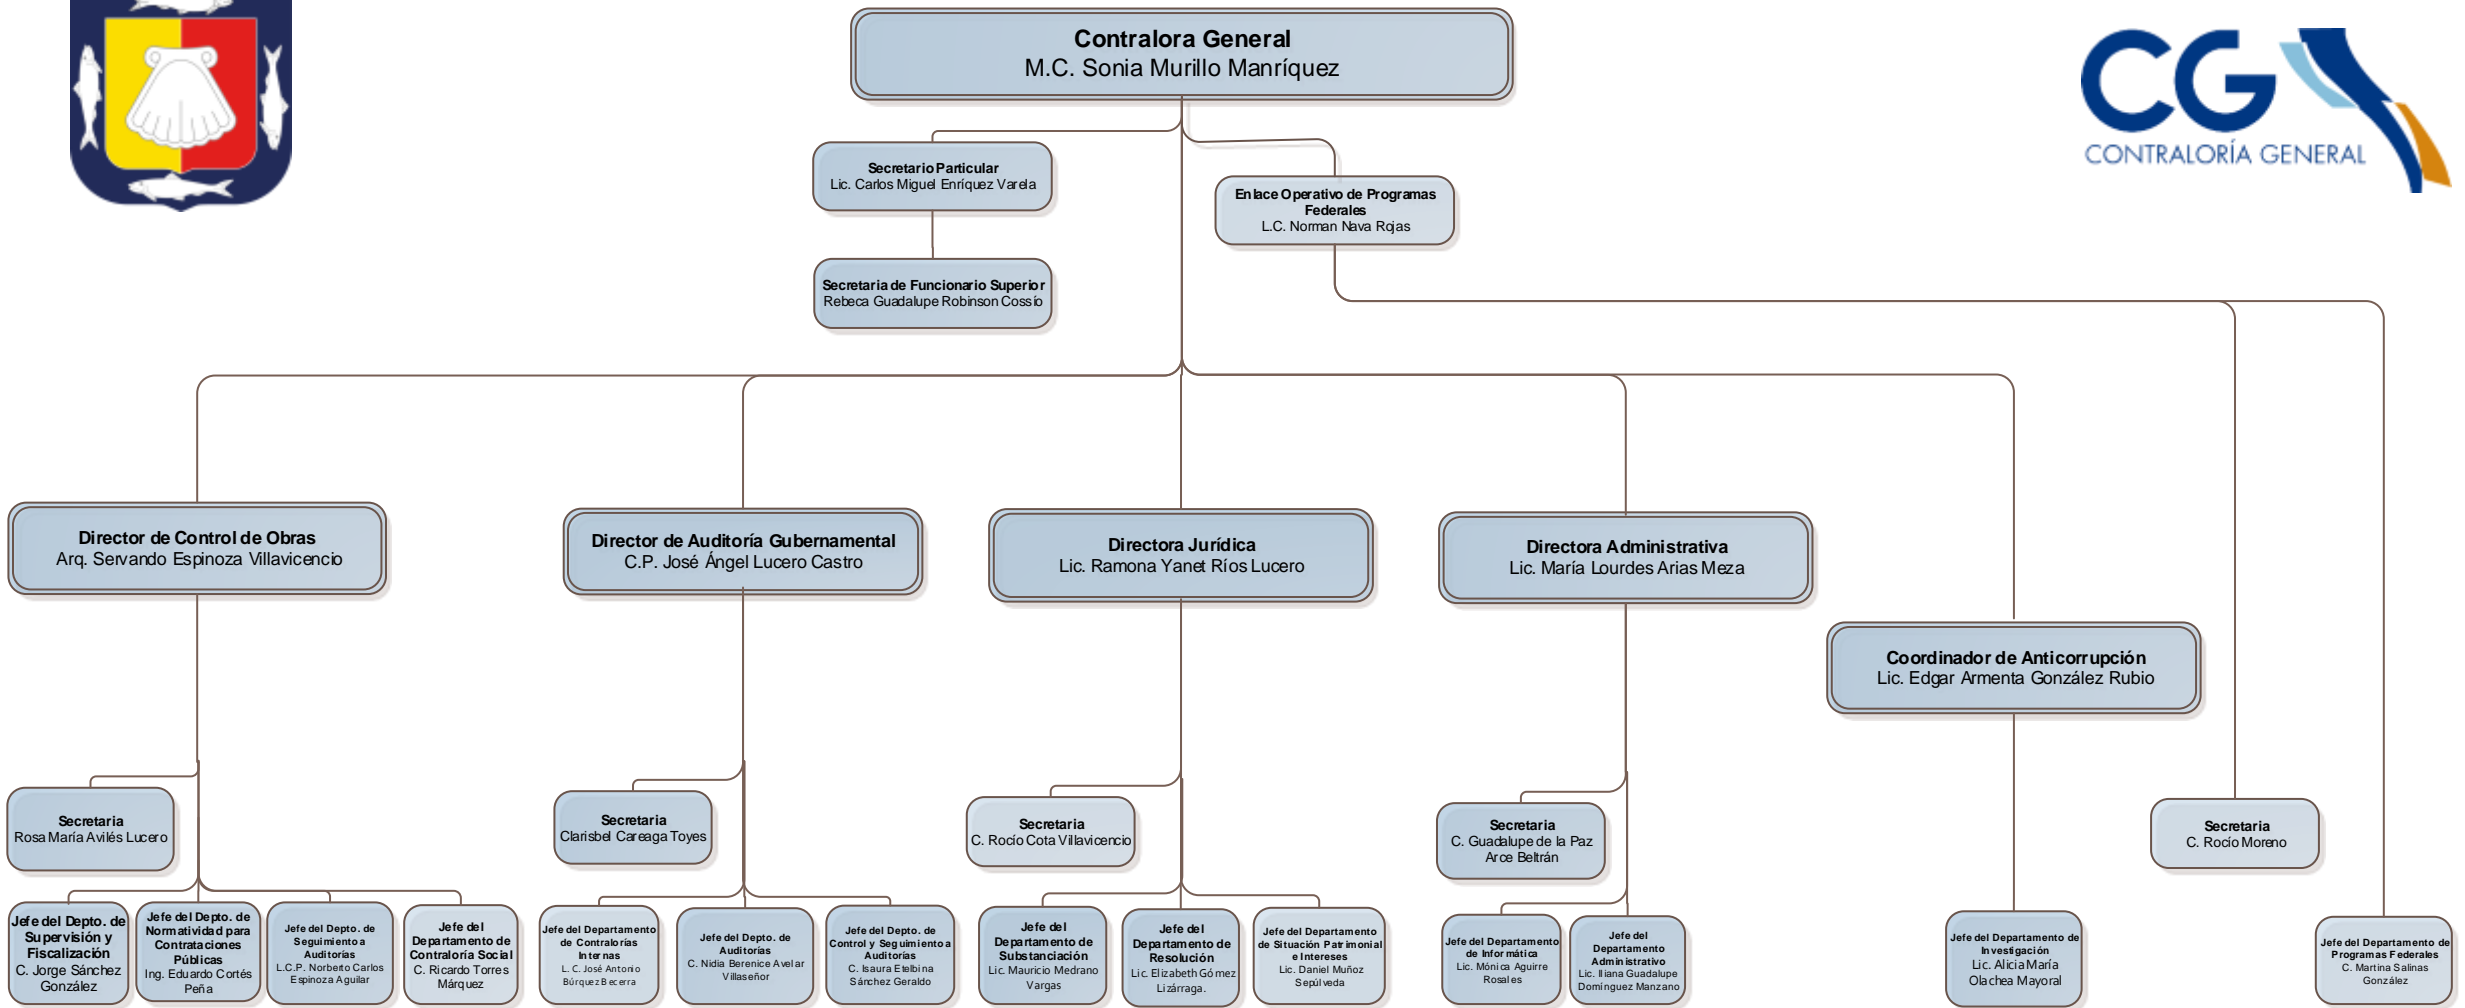 Contralora General
M.C. Sonia Murillo Manríquez
CG
CONTRALORÍA GENERAL
Secretario Particular
Lic. Carlos Miguel Enríquez Varela
Enlace Operativo de Programas
Federales
L.C. Norman Nava Rojas
Secretaria de Funcionario Superior
Rebeca Guadalupe Robinson Cossío
Director de Control de Obras
Arq. Servando Espinoza Villavicencio
Director de Auditoría Gubernamental
C.P. José Ángel Lucero Castro
Directora Jurídica
Lic. Ramona Yanet Ríos Lucero
Directora Administrativa
Lic. María Lourdes Arias Meza
Coordinador de Anticorrupción
Lic. Edgar Armenta González Rubio
Secretaria
Rosa María Avilés Lucero
Secretaria
Clarisbel Careaga Toyes
Secretaria
C. Rocío Cota Villavicencio
Secretaria
C. Guadalupe de la Paz
Arce Beltrán
Secretaria
C. Rocío Moreno
Jefe del Depto. de
Supervisión y
Fiscalización
C. Jorge Sánchez
González
Jefe del Depto. de
Normatividad para
Contrataciones
Públicas
Ing. Eduardo Cortés
Peña
Jefe del Depto. de
Seguimiento a
Auditorías
L.C.P. Norberto Carlos
Espinoza Aguilar
Jefe del
Departamento de
Contraloría Social
C. Ricardo Torres
Márquez
Jefe del Departamento
de Contralorías
Internas
L. C. José Antonio
Búrquez Becerra
Jefe del Depto. de
Auditorías
C. Nidia Berenice Avelar
Villaseñor
Jefe del Depto. de
Control y Seguimiento a
Auditorías
C. Isaura Etelbina
Sárchez Geraldo
Jefe del
Departamento de
Substanciación
Lic. Mauricio Medrano
Vargas
Jefe del
Departamento de
Resolución
Lic. Elizabeth Gómez
Lizárraga.
Jefe del Departamento
de Situación Patrimonial
e Intereses
Lic. Daniel Muñoz
Sepúlveda
Jefe del Departamento
de Informática
Lic. Mónica Aguirre
Rosales
Jefe del
Departamento
Administrativo
Lic. Iliana Guadalupe
Domínguez Manzano
Jefe del Departamento de
Investigación
Lic. Alicia María
Olachea Mayoral
Jefe del Departamento de
Programas Federales
C. Martina Salinas
González